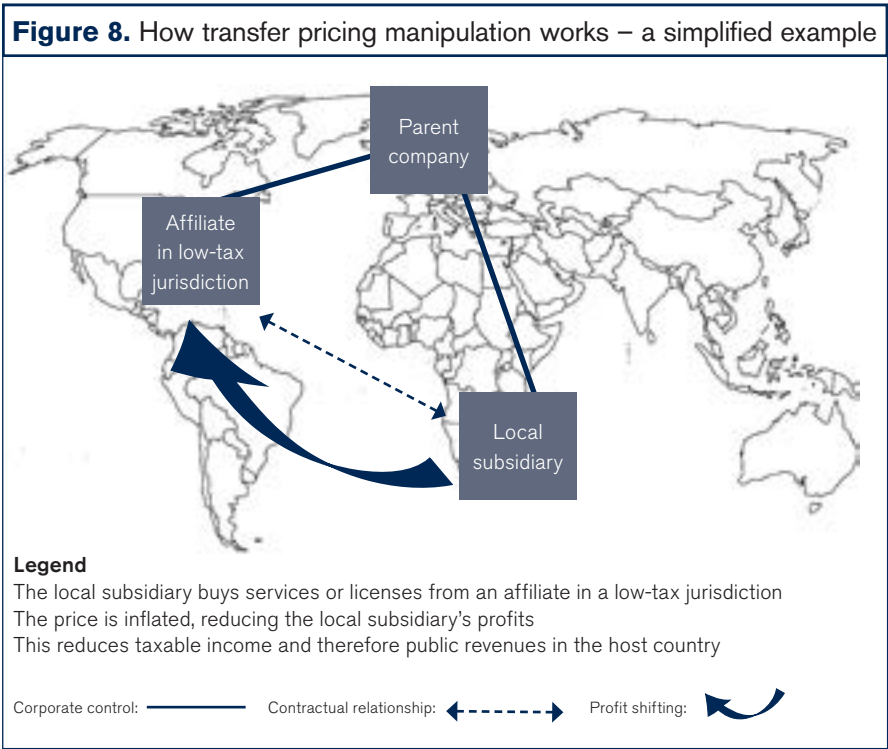 Figure 8. How transfer pricing manipulation works – a simplified example
Parent
company
Affiliate
in low-tax
jurisdiction
Local
subsidiary
Legend
The local subsidiary buys services or licenses from an affiliate in a low-tax jurisdiction
The price is inflated, reducing the local subsidiary's profits
This reduces taxable income and therefore public revenues in the host country
Corporate control: Contractual relationship: Profit shifting: